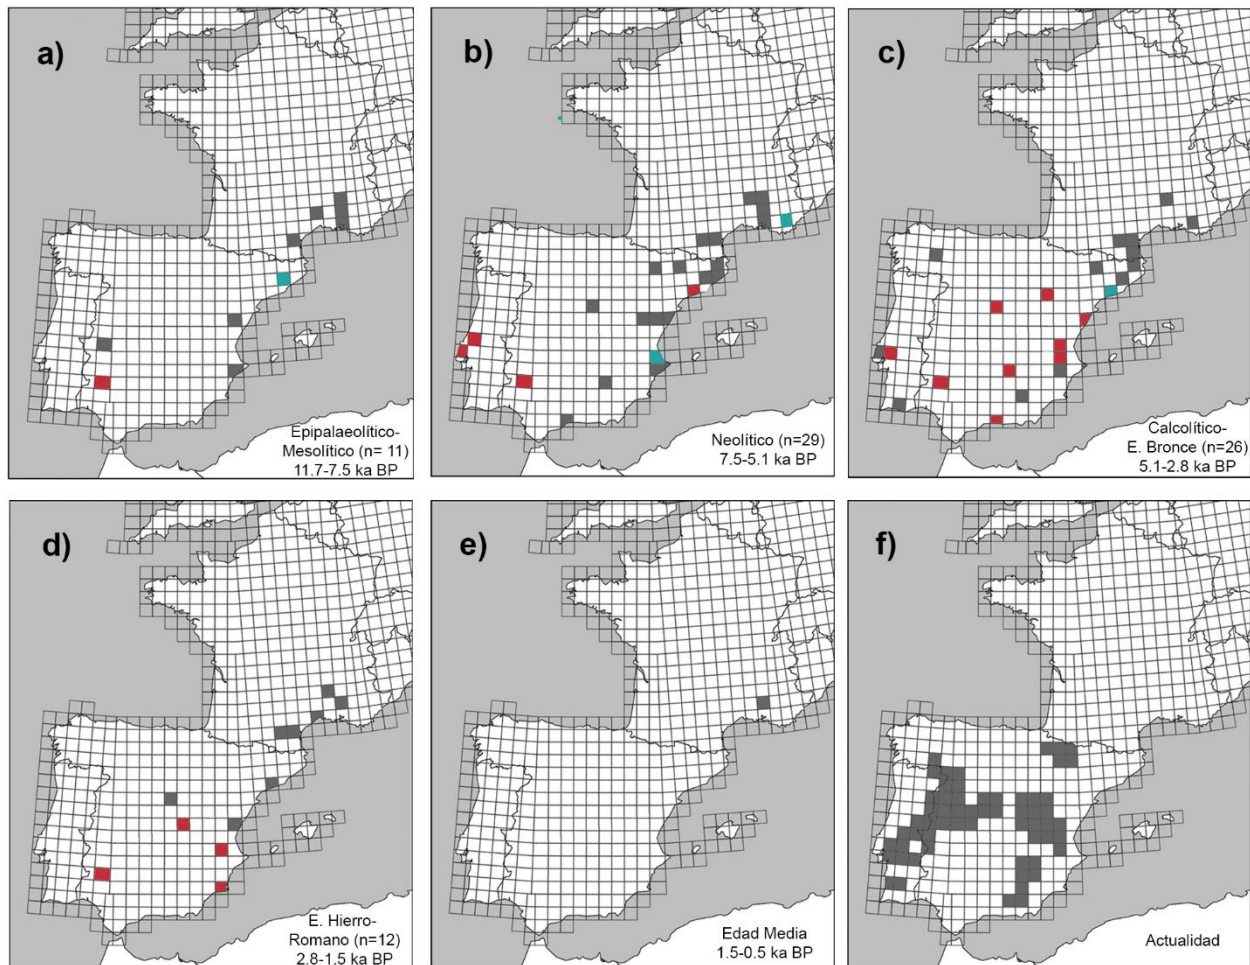 a)
Epipalaeolítico-
Mesolítico (n= 11)
11.7-7.5 ka BP
b)
Neolítico (n=29)
7.5-5.1 ka BP
c)
Calcolítico-
E. Bronce (n=26)
5.1-2.8 ka BP
d)
E. Hierro-
Romano (n=12)
2.8-1.5 ka BP
e)
Edad Media
1.5-0.5 ka BP
f)
Actualidad